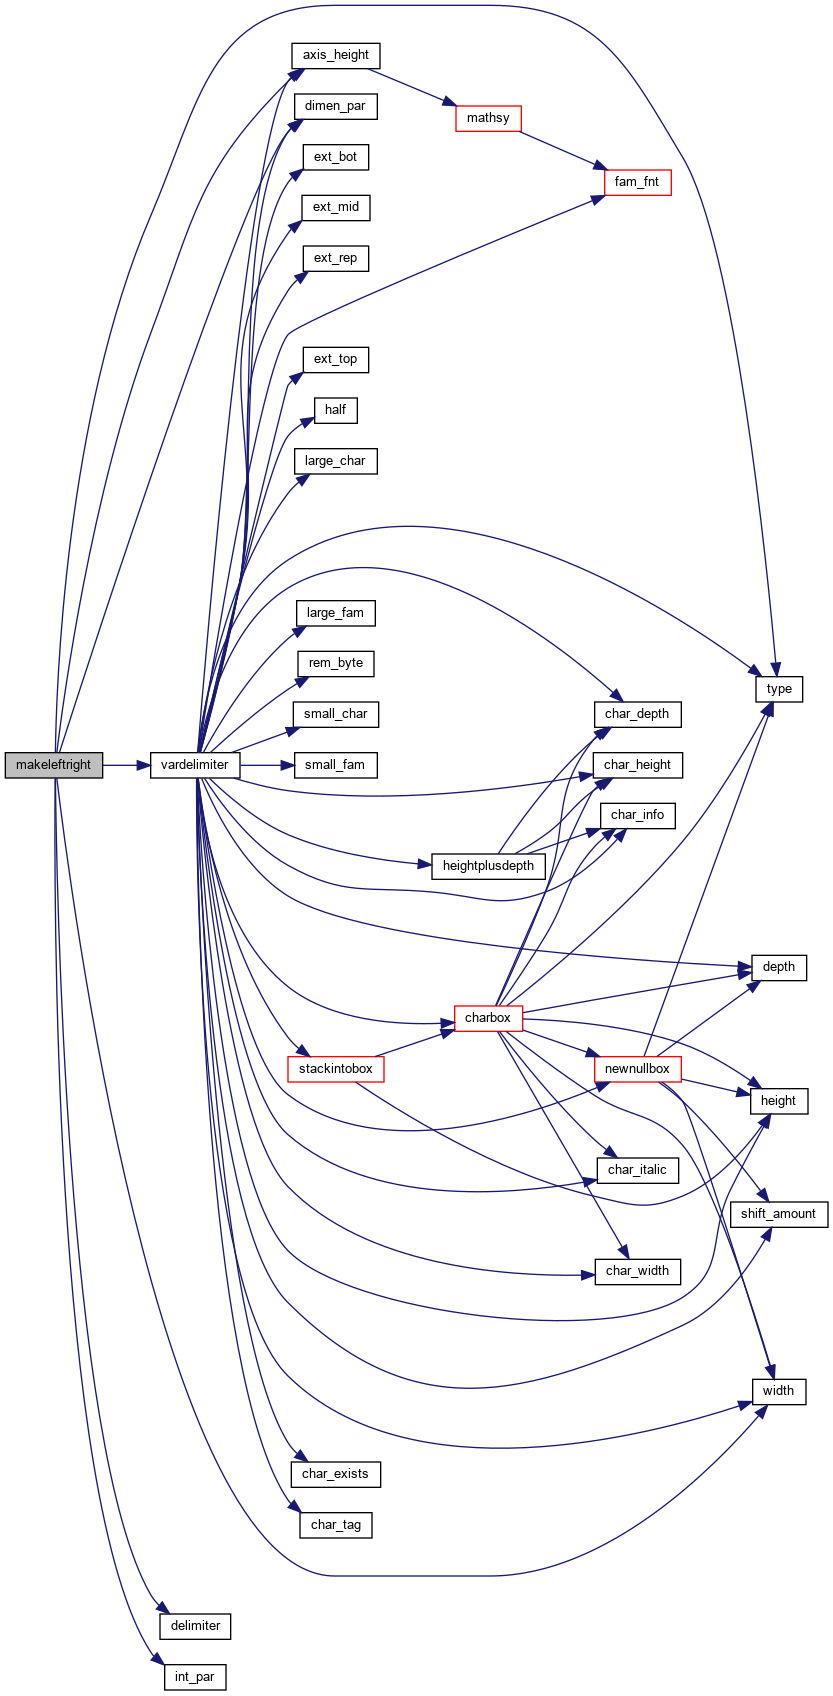 axis_height
dimen_par
mathsy
ext_bot
fam_fnt
ext_mid
ext_rep
ext_top
half
large_char
large_fam
rem_byte
type
small_char
char_depth
makeleftright
vardelimiter
small_fam
char_height
char_info
heightplusdepth
depth
charbox
stackintobox
newnullbox
height
char_italic
shift_amount
char_width
width
char_exists
char_tag
delimiter
int_par